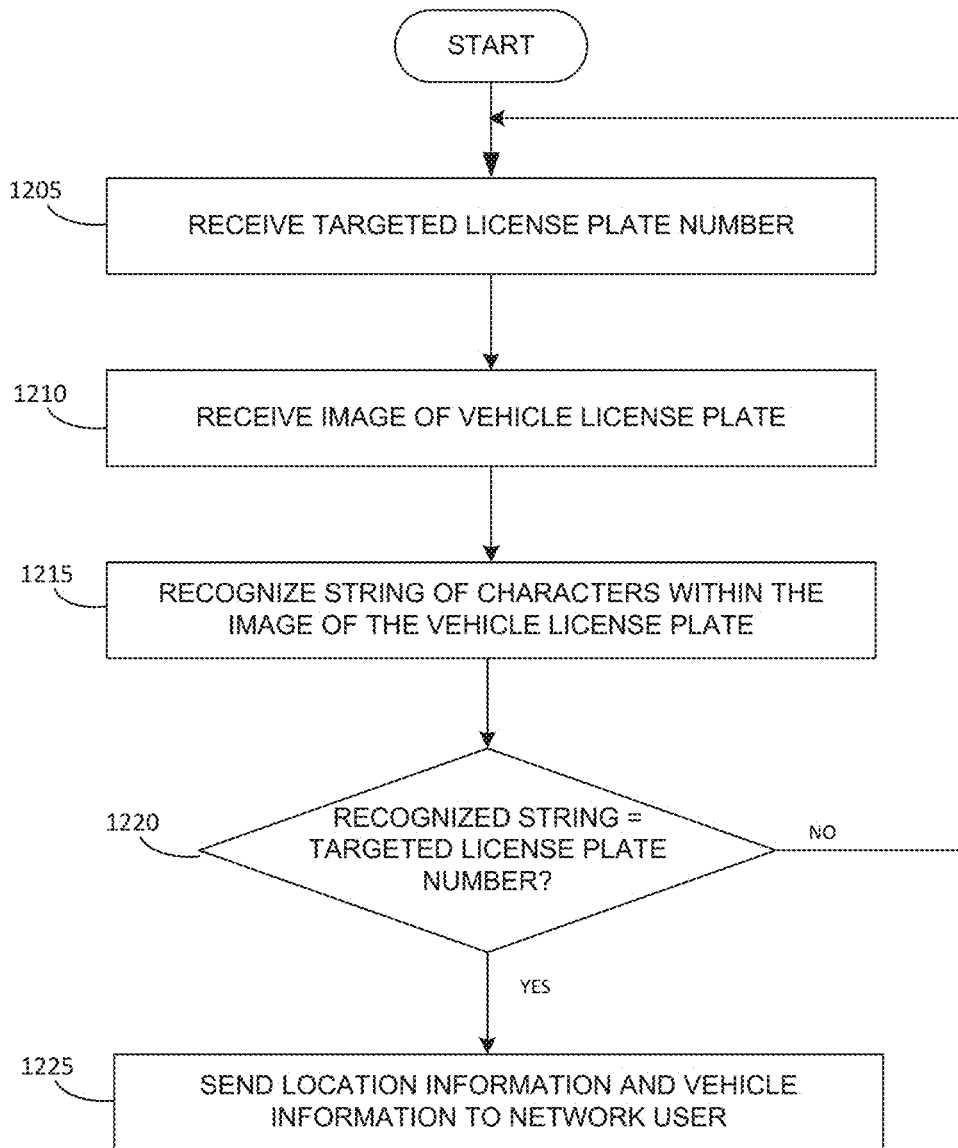 START
1205
RECEIVE TARGETED LICENSE PLATE NUMBER
1210
RECEIVE IMAGE OF VEHICLE LICENSE PLATE
1215
RECOGNIZE STRING OF CHARACTERS WITHIN THE
IMAGE OF THE VEHICLE LICENSE PLATE
1220
RECOGNIZED STRING =
TARGETED LICENSE PLATE
NUMBER?
NO
YES
1225
SEND LOCATION INFORMATION AND VEHICLE
INFORMATION TO NETWORK USER